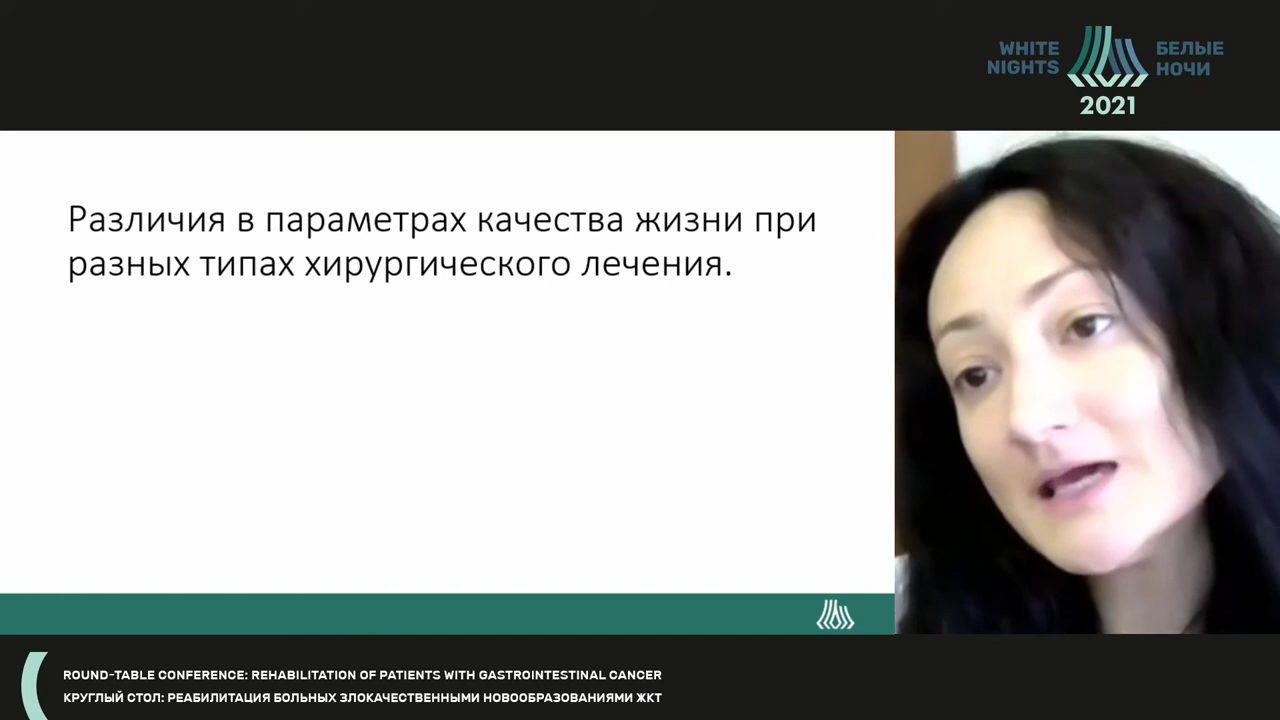 WHITE
NIGHTS
БЕЛЫЕ
НОЧИ
2021
Различия в параметрах качества жизни при
разных типах хирургического лечения.
ROUND-TABLE CONFERENCE: REHABILITATION OF PATIENTS WITH GASTROINTESTINAL CANCER
КРУГЛЫЙ СТОЛ: РЕАБИЛИТАЦИЯ БОЛЬНЫХ ЗЛОКАЧЕСТВЕННЫМИ НОВООБРАЗОВАНИЯМИ ЖКТ